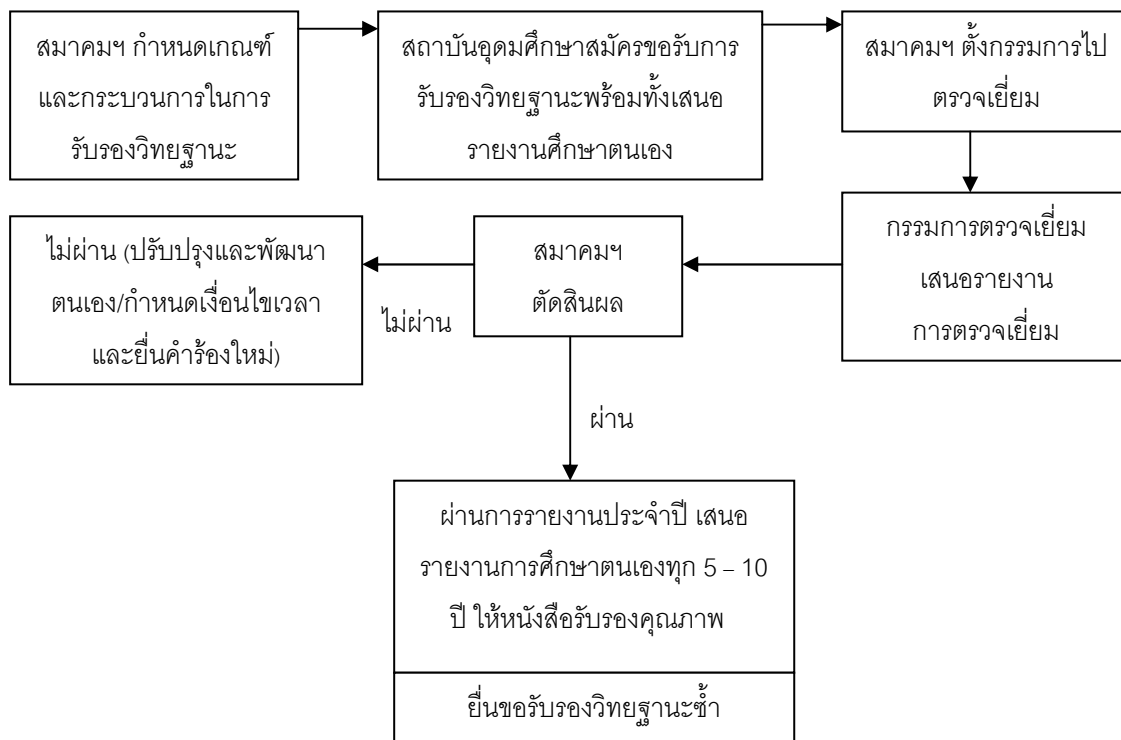 สมาคมฯ กำหนดเกณฑ์
และกระบวนการในการ
รับรองวิทยฐานะ
สถาบันอุดมศึกษาสมัครขอรับการ
รับรองวิทยฐานะพร้อมทั้งเสนอ
รายงานศึกษาตนเอง
สมาคมฯ ตั้งกรรมการไป
ตรวจเยี่ยม
กรรมการตรวจเยี่ยม
เสนอรายงาน
การตรวจเยี่ยม
สมาคมฯ
ตัดสินผล
ไม่ผ่าน
ไม่ผ่าน (ปรับปรุงและพัฒนา
ตนเอง/กำหนดเงื่อนไขเวลา
และยื่นคำร้องใหม่)
ผ่าน
ผ่านการรายงานประจำปี เสนอ
รายงานการศึกษาตนเองทุก 5 – 10
ปี ให้หนังสือรับรองคุณภาพ
ยื่นขอรับรองวิทยฐานะซ้ำ